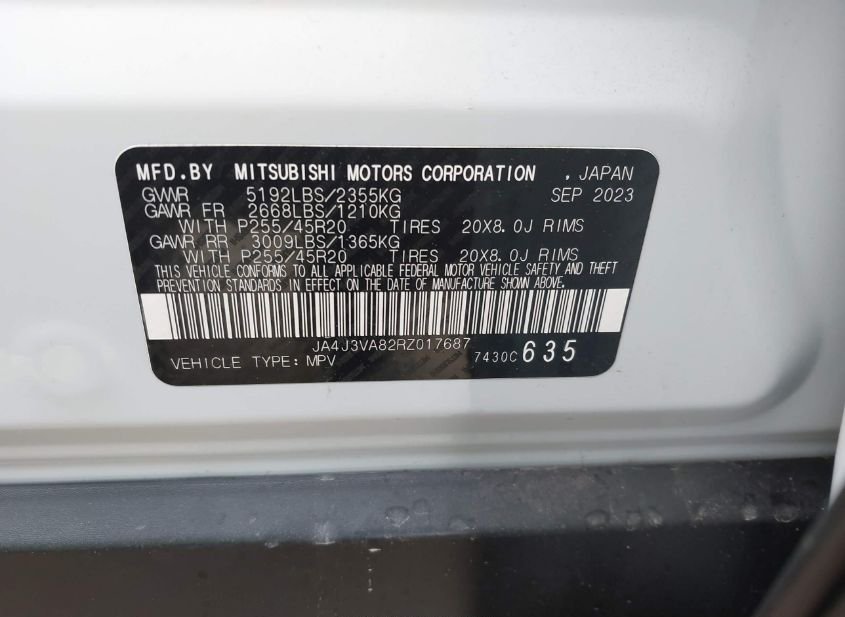 MFD.BY MITSUBISHI MOTORS CORPORATION , JAPAN
GVWR 5192LBS/2355KG SEP 2023
GAWR FR 2668LBS/1210KG
WITH P255/45R20 TIRES 20X8.0J RIMS
GAWR RR 3009LBS/1365KG
WITH P255/45R20 TIRES 20X8.0J RIMS
THIS VEHICLE CONFORMS TO ALL APPLICABLE FEDERAL MOTOR VEHICLE SAFETY AND THEFT
PREVENTION STANDARDS IN EFFECT ON THE DATE OF MANUFACTURE SHOWN ABOVE.
JA4J3VA82RZ017687
VEHICLE TYPE: MPV 7430C 635